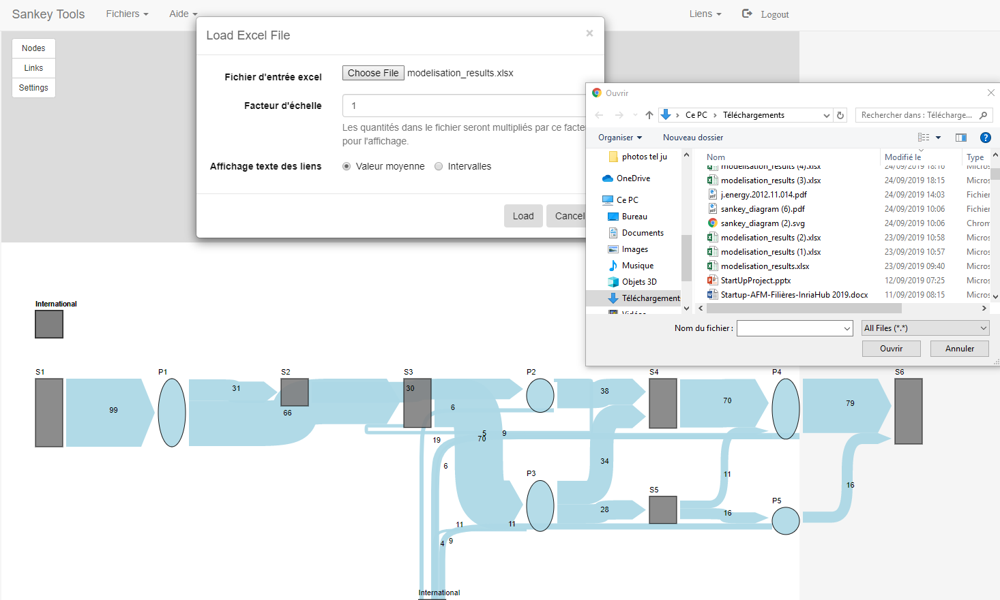 Sankey Tools
Fichiers
Aide
Liens
Logout
Nodes
Links
Settings
Load Excel File
×
Fichier d'entrée excel
Choose File
modelisation_results.xlsx
Facteur d'échelle
1
Les quantités dans le fichier seront multipliés par ce
pour l'affichage.
Affichage texte des liens
Valeur moyenne
Intervalles
Load
Cancel
Ouvrir
Ce PC
Téléchargements
Rechercher dans : Télécharge...
Organiser
Nouveau dossier
?
photos tel ju
OneDrive
Ce PC
Bureau
Documents
Images
Musique
Objets 3D
Téléchargement
Nom
Modifié le
Type
modelisation_results (4).xlsx 24/09/2019 18:16 Micros
modelisation_results (3).xlsx 24/09/2019 18:15 Micros
j.energy.2012.11.014.pdf 24/09/2019 14:03 Fichier
sankey_diagram (6).pdf 24/09/2019 10:06 Fichier
sankey_diagram (2).svg 24/09/2019 10:06 Chrom
modelisation_results (2).xlsx 23/09/2019 10:58 Micros
modelisation_results (1).xlsx 23/09/2019 10:57 Micros
modelisation_results.xlsx 23/09/2019 09:40 Micros
StartUpProject.pptx 12/09/2019 07:25 Micros
Startup-AFM-Filières-InriaHub 2019.docx 11/09/2019 08:15 Micros
Nom du fichier :
All Files (*.*)
Ouvrir
Annuler
International
S1
P1
S2
S3
P2
S4
P4
S6
99
31
66
30
6
38
70
79
5
9
70
19
6
34
11
16
P3
S5
P5
28
16
11
11
4
9
International